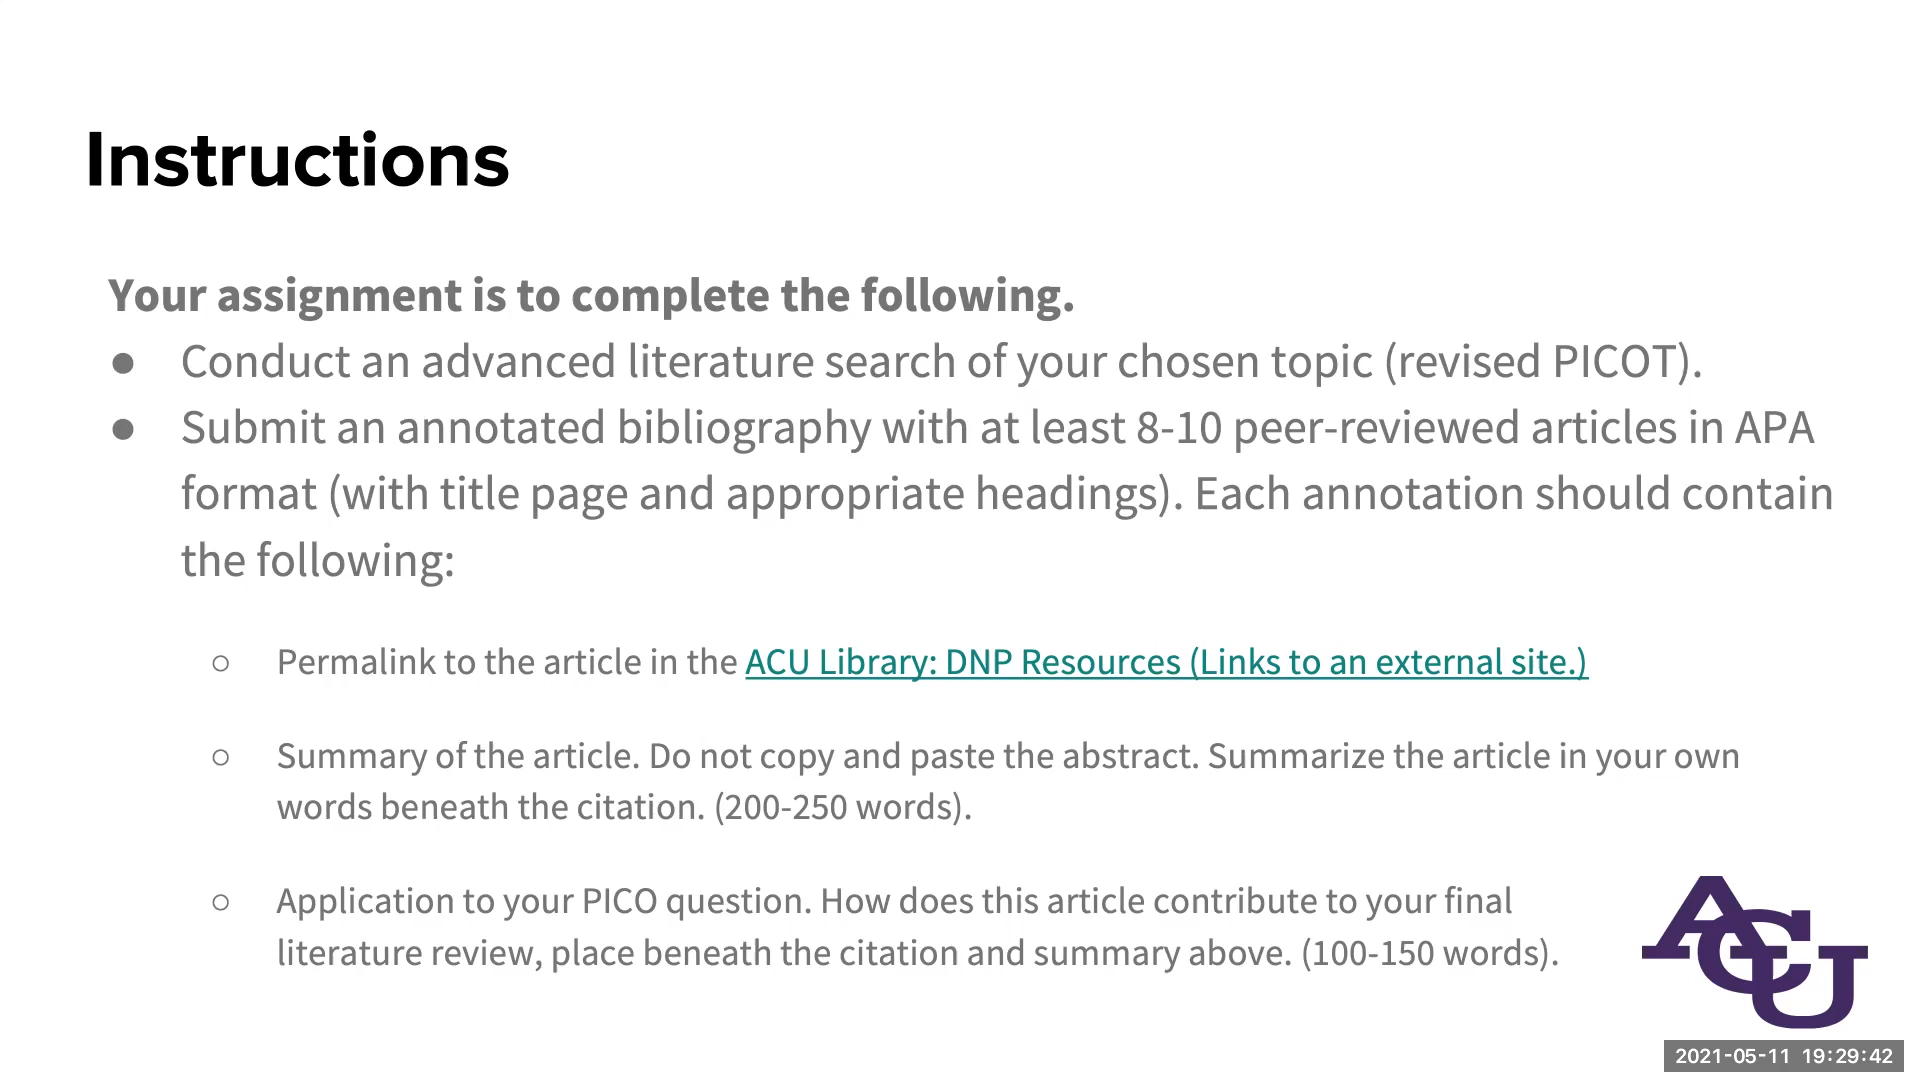 Instructions
Your assignment is to complete the following.
● Conduct an advanced literature search of your chosen topic (revised PICOT).
● Submit an annotated bibliography with at least 8-10 peer-reviewed articles in APA
format (with title page and appropriate headings). Each annotation should contain
the following:
○ Permalink to the article in the ACU Library: DNP Resources (Links to an external site.)
○ Summary of the article. Do not copy and paste the abstract. Summarize the article in your own
words beneath the citation. (200-250 words).
○ Application to your PICO question. How does this article contribute to your final
literature review, place beneath the citation and summary above. (100-150 words).
ACU
2021-05-11 19:29:42